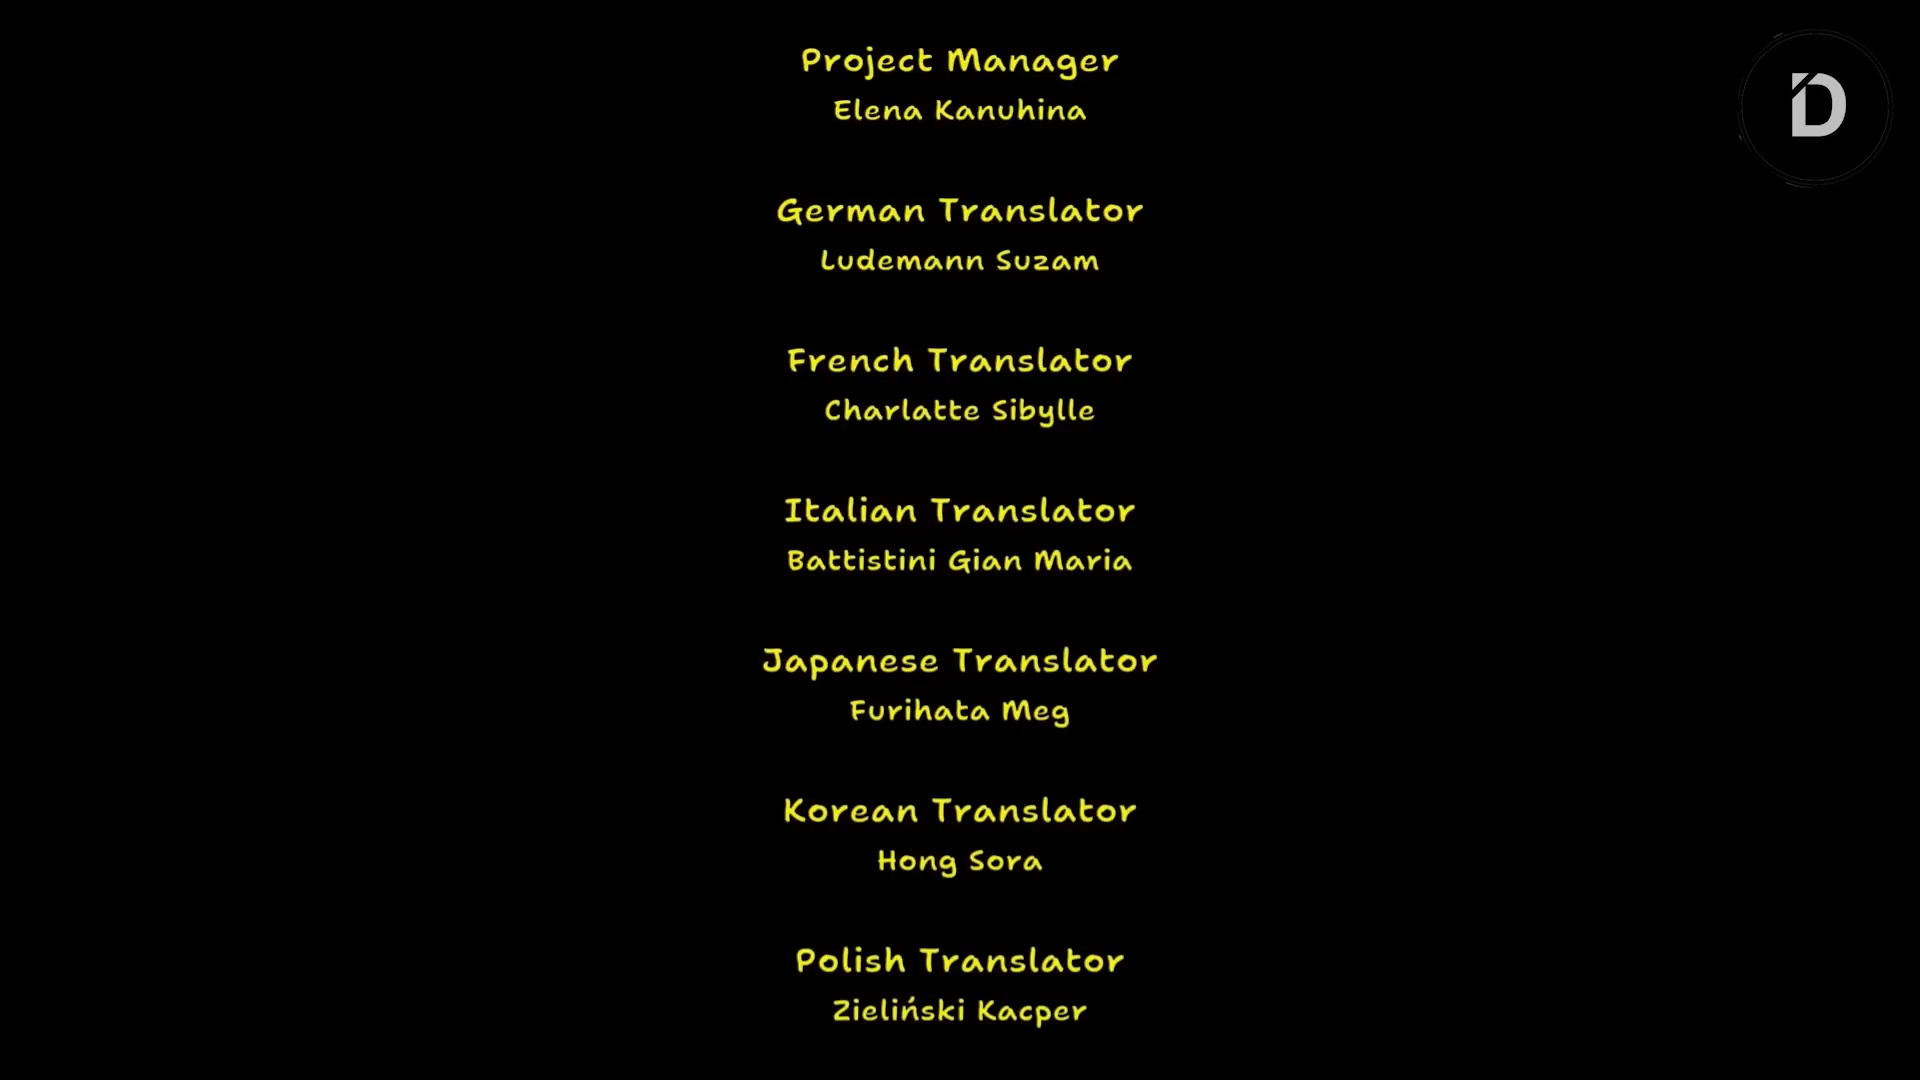 Project Manager
Elena Kanuhina
German Translator
Ludemann Suzam
French Translator
Charlatte Sibylle
Italian Translator
Battistini Gian Maria
Japanese Translator
Furihata Meg
Korean Translator
Hong Sora
Polish Translator
Zieliński Kacper
D